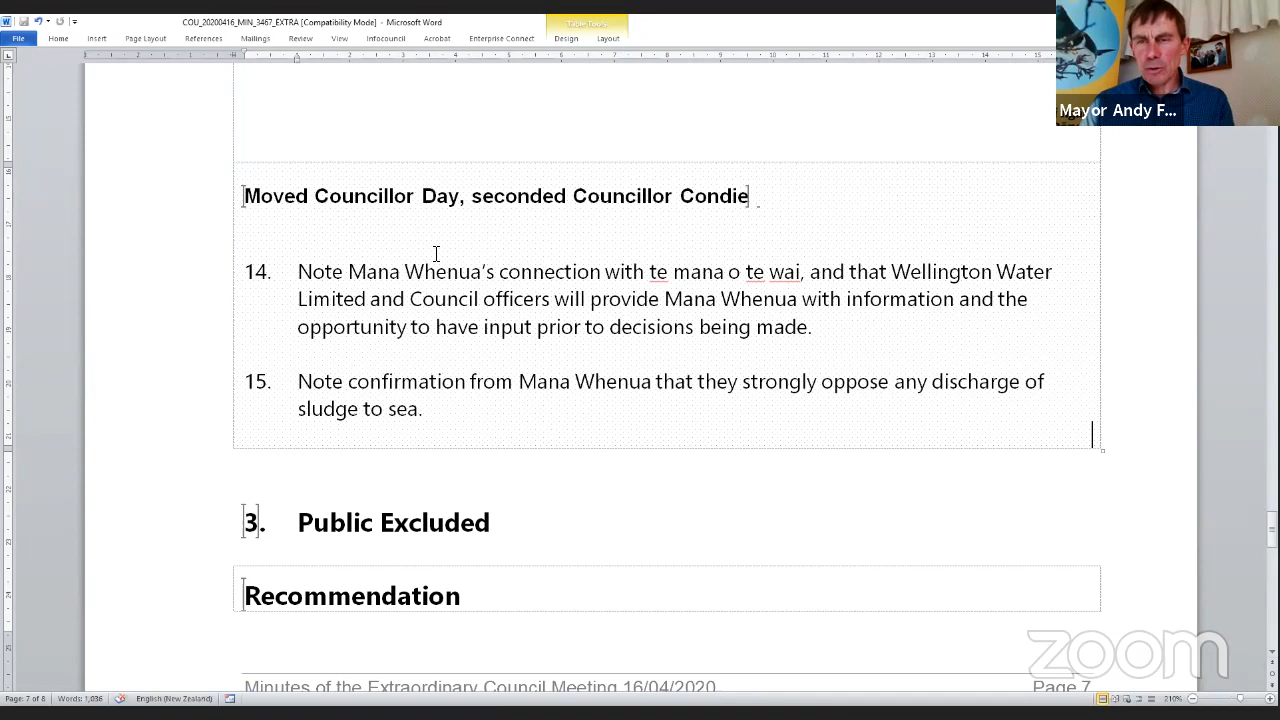 COU_20200416_MIN_3467_EXTRA [Compatibility Mode] - Microsoft Word
Table Tools
File Home Insert Page Layout References Mailings Review View Infocouncil Acrobat Enterprise Connect Design Layout
Mayor Andy F...
Moved Councillor Day, seconded Councillor Condie
14. Note Mana Whenua's connection with te mana o te wai, and that Wellington Water
Limited and Council officers will provide Mana Whenua with information and the
opportunity to have input prior to decisions being made.
15. Note confirmation from Mana Whenua that they strongly oppose any discharge of
sludge to sea.
3. Public Excluded
Recommendation
zoom
Minutes of the Extraordinary Council Meeting 16/04/2020 Page 7
Page: 7 of 8 Words: 1,036 English (New Zealand) 210%